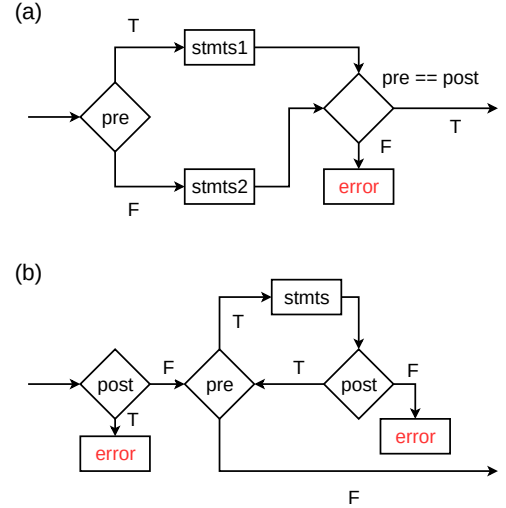 (a)
T
stmts1
pre == post
pre
T
F
F
stmts2
error
(b)
stmts
T
post
F
pre
T
post
F
T
error
error
F